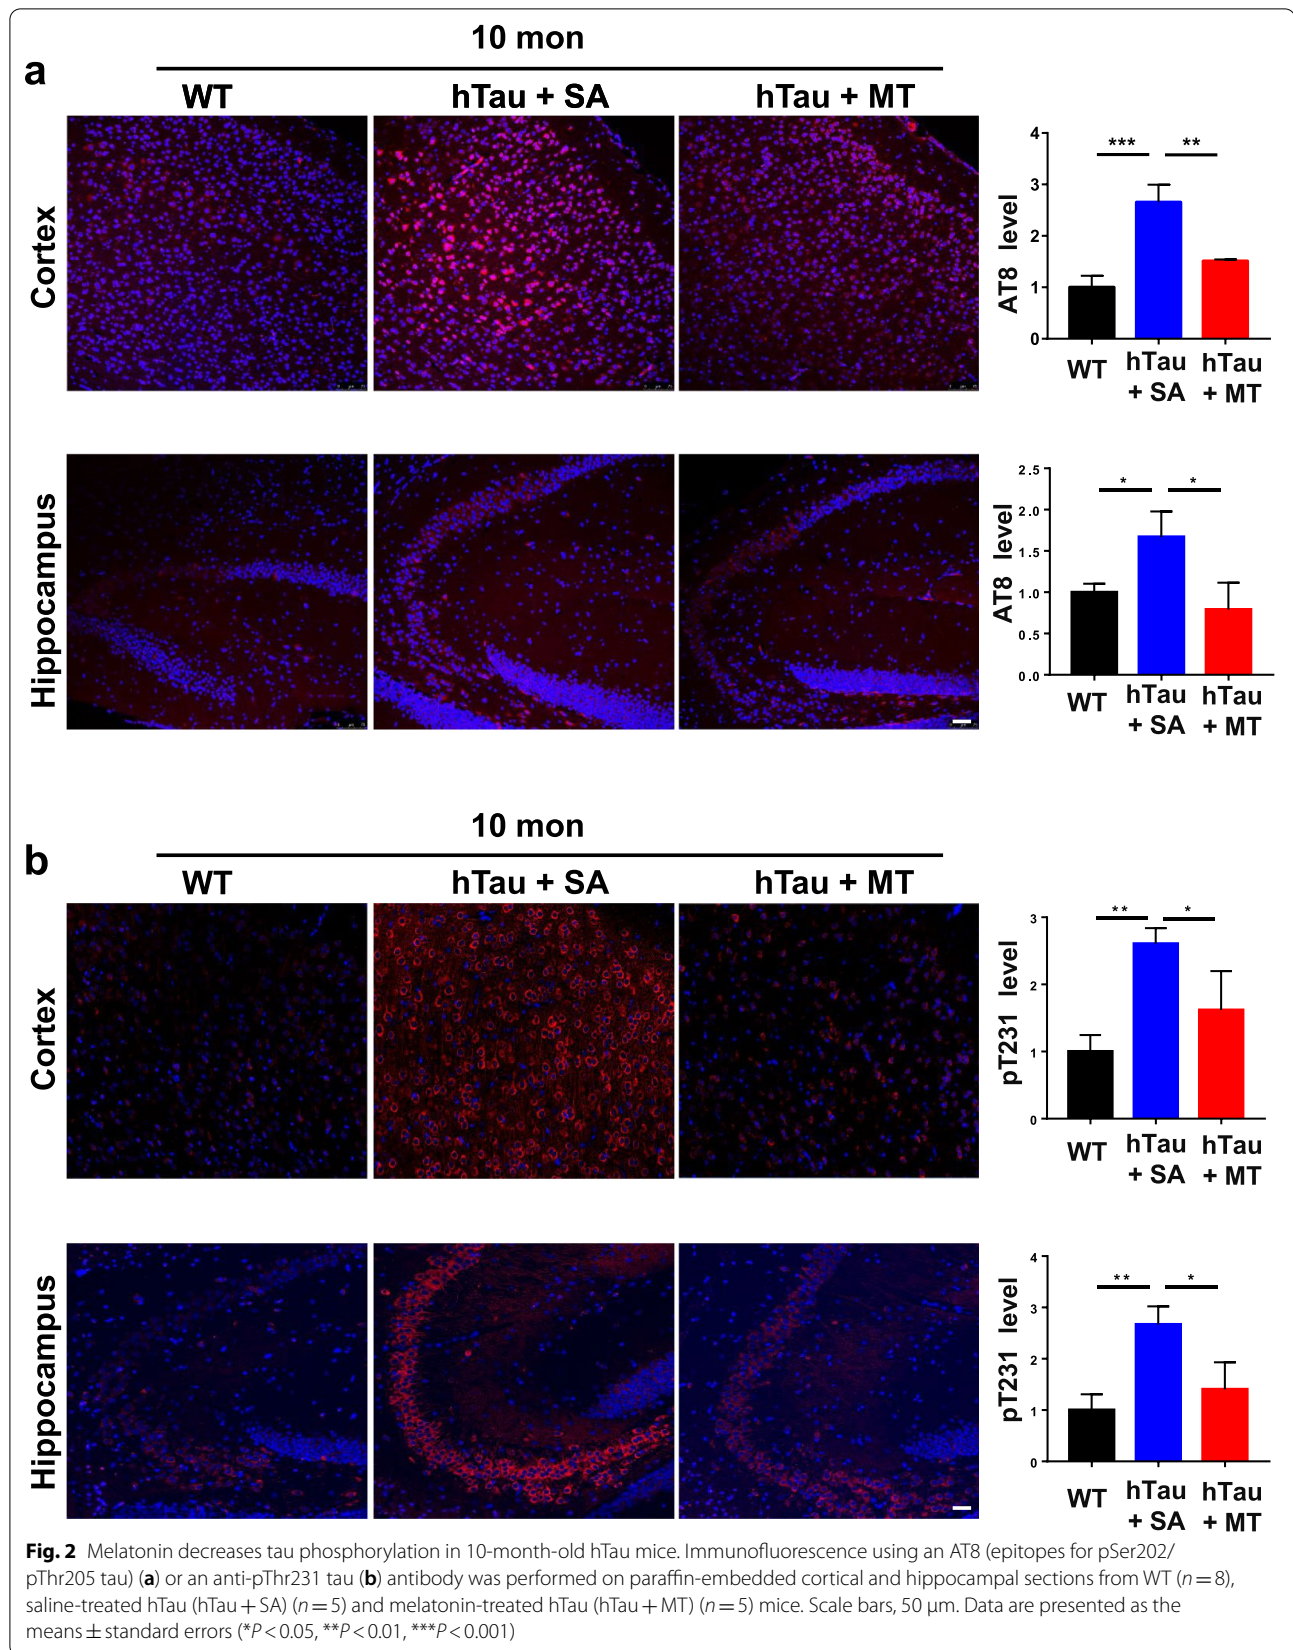 10 mon
a
WT hTau + SA hTau + MT
Cortex
AT8 level
4
3
2
1
0
*** **
WT hTau + SA hTau + MT
Hippocampus
AT8 level
2.5
2.0
1.5
1.0
0.5
0.0
* *
WT hTau + SA hTau + MT
10 mon
b
WT hTau + SA hTau + MT
Cortex
pT231 level
3
2
1
0
** *
WT hTau + SA hTau + MT
Hippocampus
pT231 level
4
3
2
1
0
** *
WT hTau + SA hTau + MT
Fig. 2 Melatonin decreases tau phosphorylation in 10-month-old hTau mice. Immunofluorescence using an AT8 (epitopes for pSer202/
pThr205 tau) (a) or an anti-pThr231 tau (b) antibody was performed on paraffin-embedded cortical and hippocampal sections from WT (n = 8),
saline-treated hTau (hTau + SA) (n = 5) and melatonin-treated hTau (hTau + MT) (n = 5) mice. Scale bars, 50 μm. Data are presented as the
means ± standard errors (*P < 0.05, **P < 0.01, ***P < 0.001)